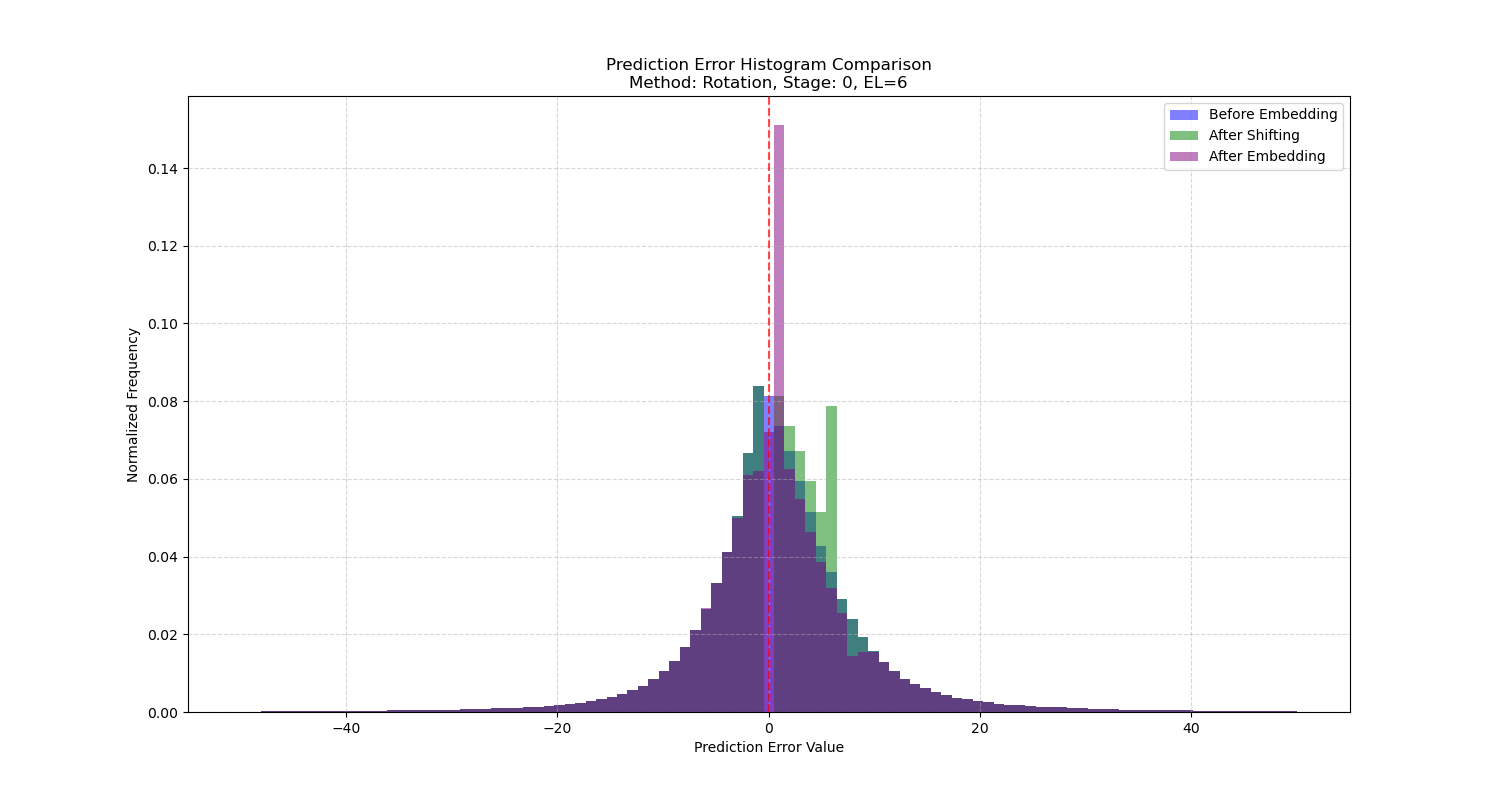 Prediction Error Histogram Comparison
Method: Rotation, Stage: 0, EL=6
Before Embedding
After Shifting
After Embedding
Normalized Frequency
0.14
0.12
0.10
0.08
0.06
0.04
0.02
0.00
−40
−20
0
20
40
Prediction Error Value